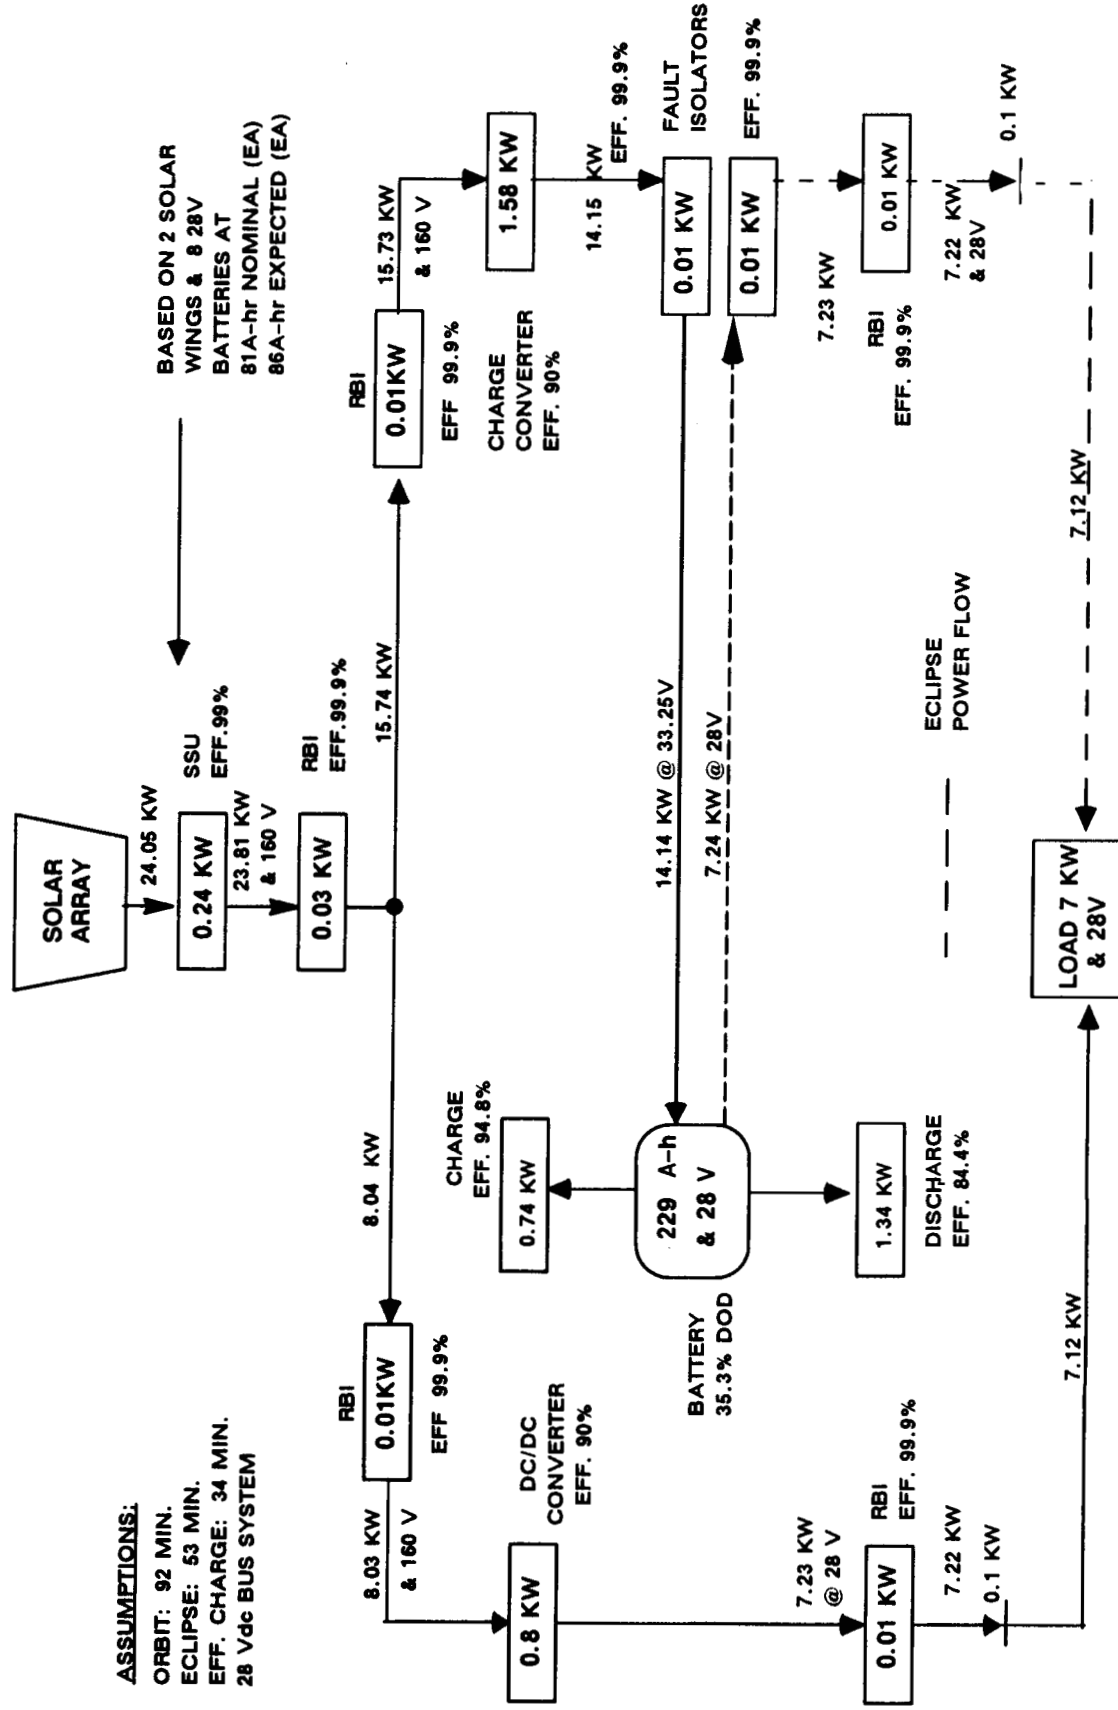 ASSUMPTIONS:
ORBIT: 92 MIN.
ECLIPSE: 53 MIN.
EFF. CHARGE: 34 MIN.
28 Vdc BUS SYSTEM
SOLAR
ARRAY
24.05 KW
0.24 KW
SSU
EFF.99%
23.81 KW
& 160 V
0.03 KW
RBI
EFF.99.9%
BASED ON 2 SOLAR
WINGS & 8 28V
BATTERIES AT
81A-hr NOMINAL (EA)
86A-hr EXPECTED (EA)
8.04 KW
15.74 KW
RBI
0.01KW
EFF 99.9%
8.03 KW
& 160 V
DC/DC
CONVERTER
EFF. 90%
0.8 KW
7.23 KW
@ 28 V
RBI
EFF. 99.9%
0.01 KW
7.22 KW
0.1 KW
7.12 KW
RBI
0.01KW
EFF 99.9%
15.73 KW
& 160 V
CHARGE
CONVERTER
EFF. 90%
1.58 KW
14.15 KW
EFF. 99.9%
0.01 KW
FAULT
ISOLATORS
14.14 KW @ 33.25V
7.24 KW @ 28V
0.01 KW
EFF. 99.9%
CHARGE
EFF. 94.8%
0.74 KW
229 A-h
& 28 V
BATTERY
35.3% DOD
1.34 KW
DISCHARGE
EFF. 84.4%
7.23 KW
RBI
EFF. 99.9%
0.01 KW
7.22 KW
& 28V
0.1 KW
7.12 KW
ECLIPSE
POWER FLOW
LOAD 7 KW
& 28V